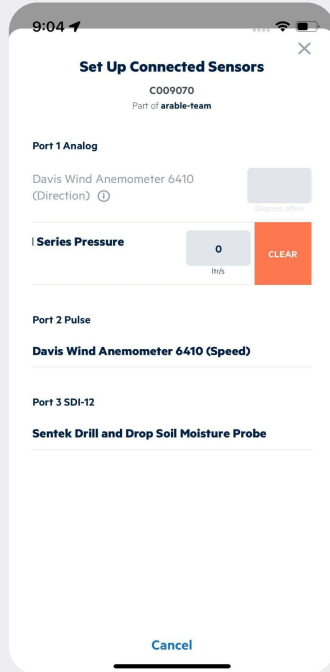 9:04
Set Up Connected Sensors
C009070
Part of arable-team
Port 1 Analog
Davis Wind Anemometer 6410
(Direction)
Degrees offset
Series Pressure
0
CLEAR
ltr/s
Port 2 Pulse
Davis Wind Anemometer 6410 (Speed)
Port 3 SDI-12
Sentek Drill and Drop Soil Moisture Probe
Cancel